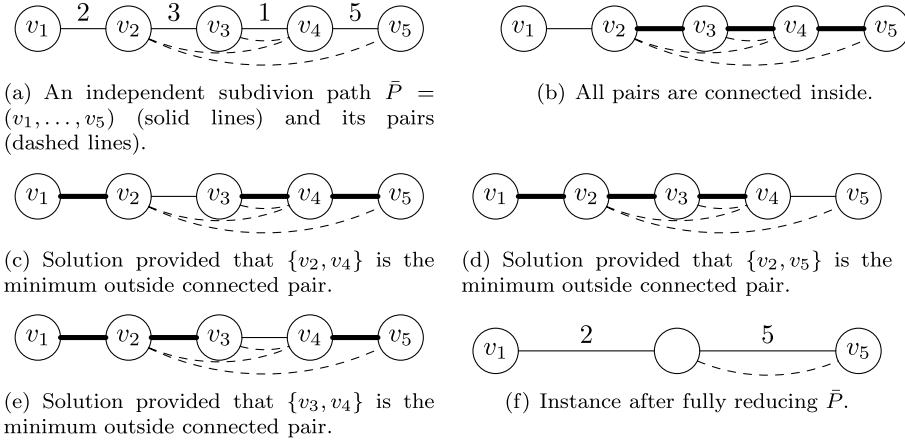 2 3 1 5
v1 v2 v3 v4 v5
v1 v2 v3 v4 v5
(a) An independent subdivion path P̄ =
(v1, . . . , v5) (solid lines) and its pairs
(dashed lines).
(b) All pairs are connected inside.
v1 v2 v3 v4 v5
v1 v2 v3 v4 v5
(c) Solution provided that {v2, v4} is the
minimum outside connected pair.
(d) Solution provided that {v2, v5} is the
minimum outside connected pair.
v1 v2 v3 v4 v5
2 5
v1 v5
(e) Solution provided that {v3, v4} is the
minimum outside connected pair.
(f) Instance after fully reducing P̄.